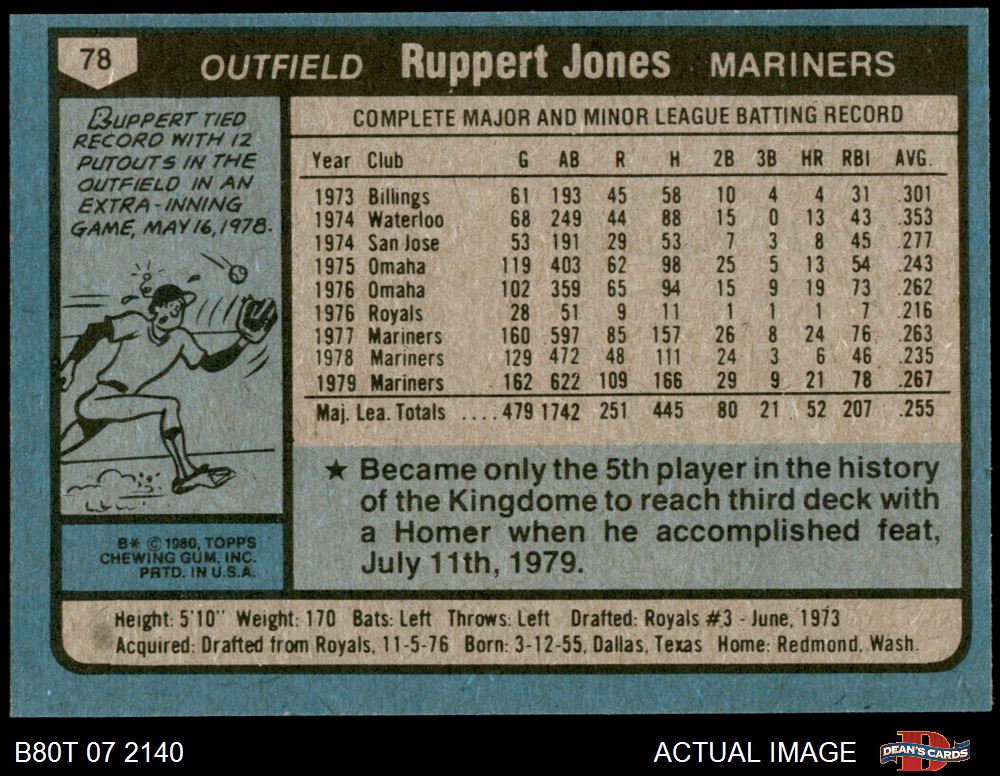 78
OUTFIELD Ruppert Jones MARINERS
RUPPERT TIED
RECORD WITH 12
PUTOUTS IN THE
OUTFIELD IN AN
EXTRA-INNING
GAME, MAY 16, 1978.
COMPLETE MAJOR AND MINOR LEAGUE BATTING RECORD
Year Club G AB R H 2B 3B HR RBI AVG.
1973 Billings 61 193 45 58 10 4 4 31 .301
1974 Waterloo 68 249 44 88 15 0 13 43 .353
1974 San Jose 53 191 29 53 7 3 8 45 .277
1975 Omaha 119 403 62 98 25 5 13 54 .243
1976 Omaha 102 359 65 94 15 9 19 73 .262
1976 Royals 28 51 9 11 1 1 1 7 .216
1977 Mariners 160 597 85 157 26 8 24 76 .263
1978 Mariners 129 472 48 111 24 3 6 46 .235
1979 Mariners 162 622 109 166 29 9 21 78 .267
Maj. Lea. Totals ....479 1742 251 445 80 21 52 207 .255
★ Became only the 5th player in the history
of the Kingdome to reach third deck with
a Homer when he accomplished feat,
July 11th, 1979.
B* © 1980, TOPPS
CHEWING GUM, INC.
PRTD. IN U.S.A.
Height: 5'10" Weight: 170 Bats: Left Throws: Left Drafted: Royals #3 - June, 1973
Acquired: Drafted from Royals, 11-5-76 Born: 3-12-55, Dallas, Texas Home: Redmond, Wash.
B80T 07 2140
ACTUAL IMAGE
DEAN'S CARDS